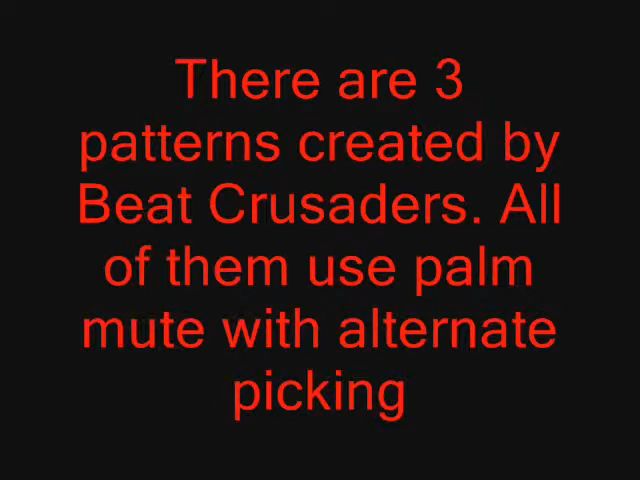 There are 3
patterns created by
Beat Crusaders. All
of them use palm
mute with alternate
picking